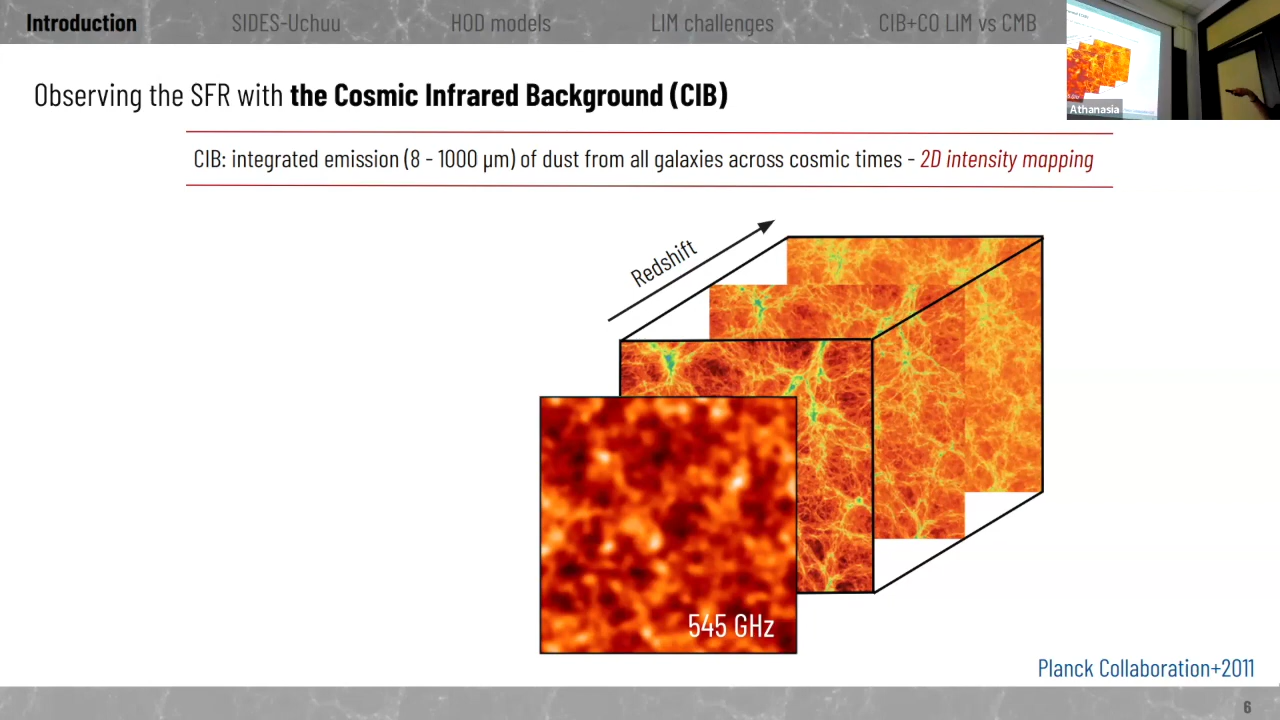 Introduction SIDES-Uchuu HOD models LIM challenges CIB+CO LIM vs CMB
Athanasia
Observing the SFR with the Cosmic Infrared Background (CIB)
CIB: integrated emission (8 - 1000 µm) of dust from all galaxies across cosmic times - 2D intensity mapping
Redshift
545 GHz
Planck Collaboration+2011
6